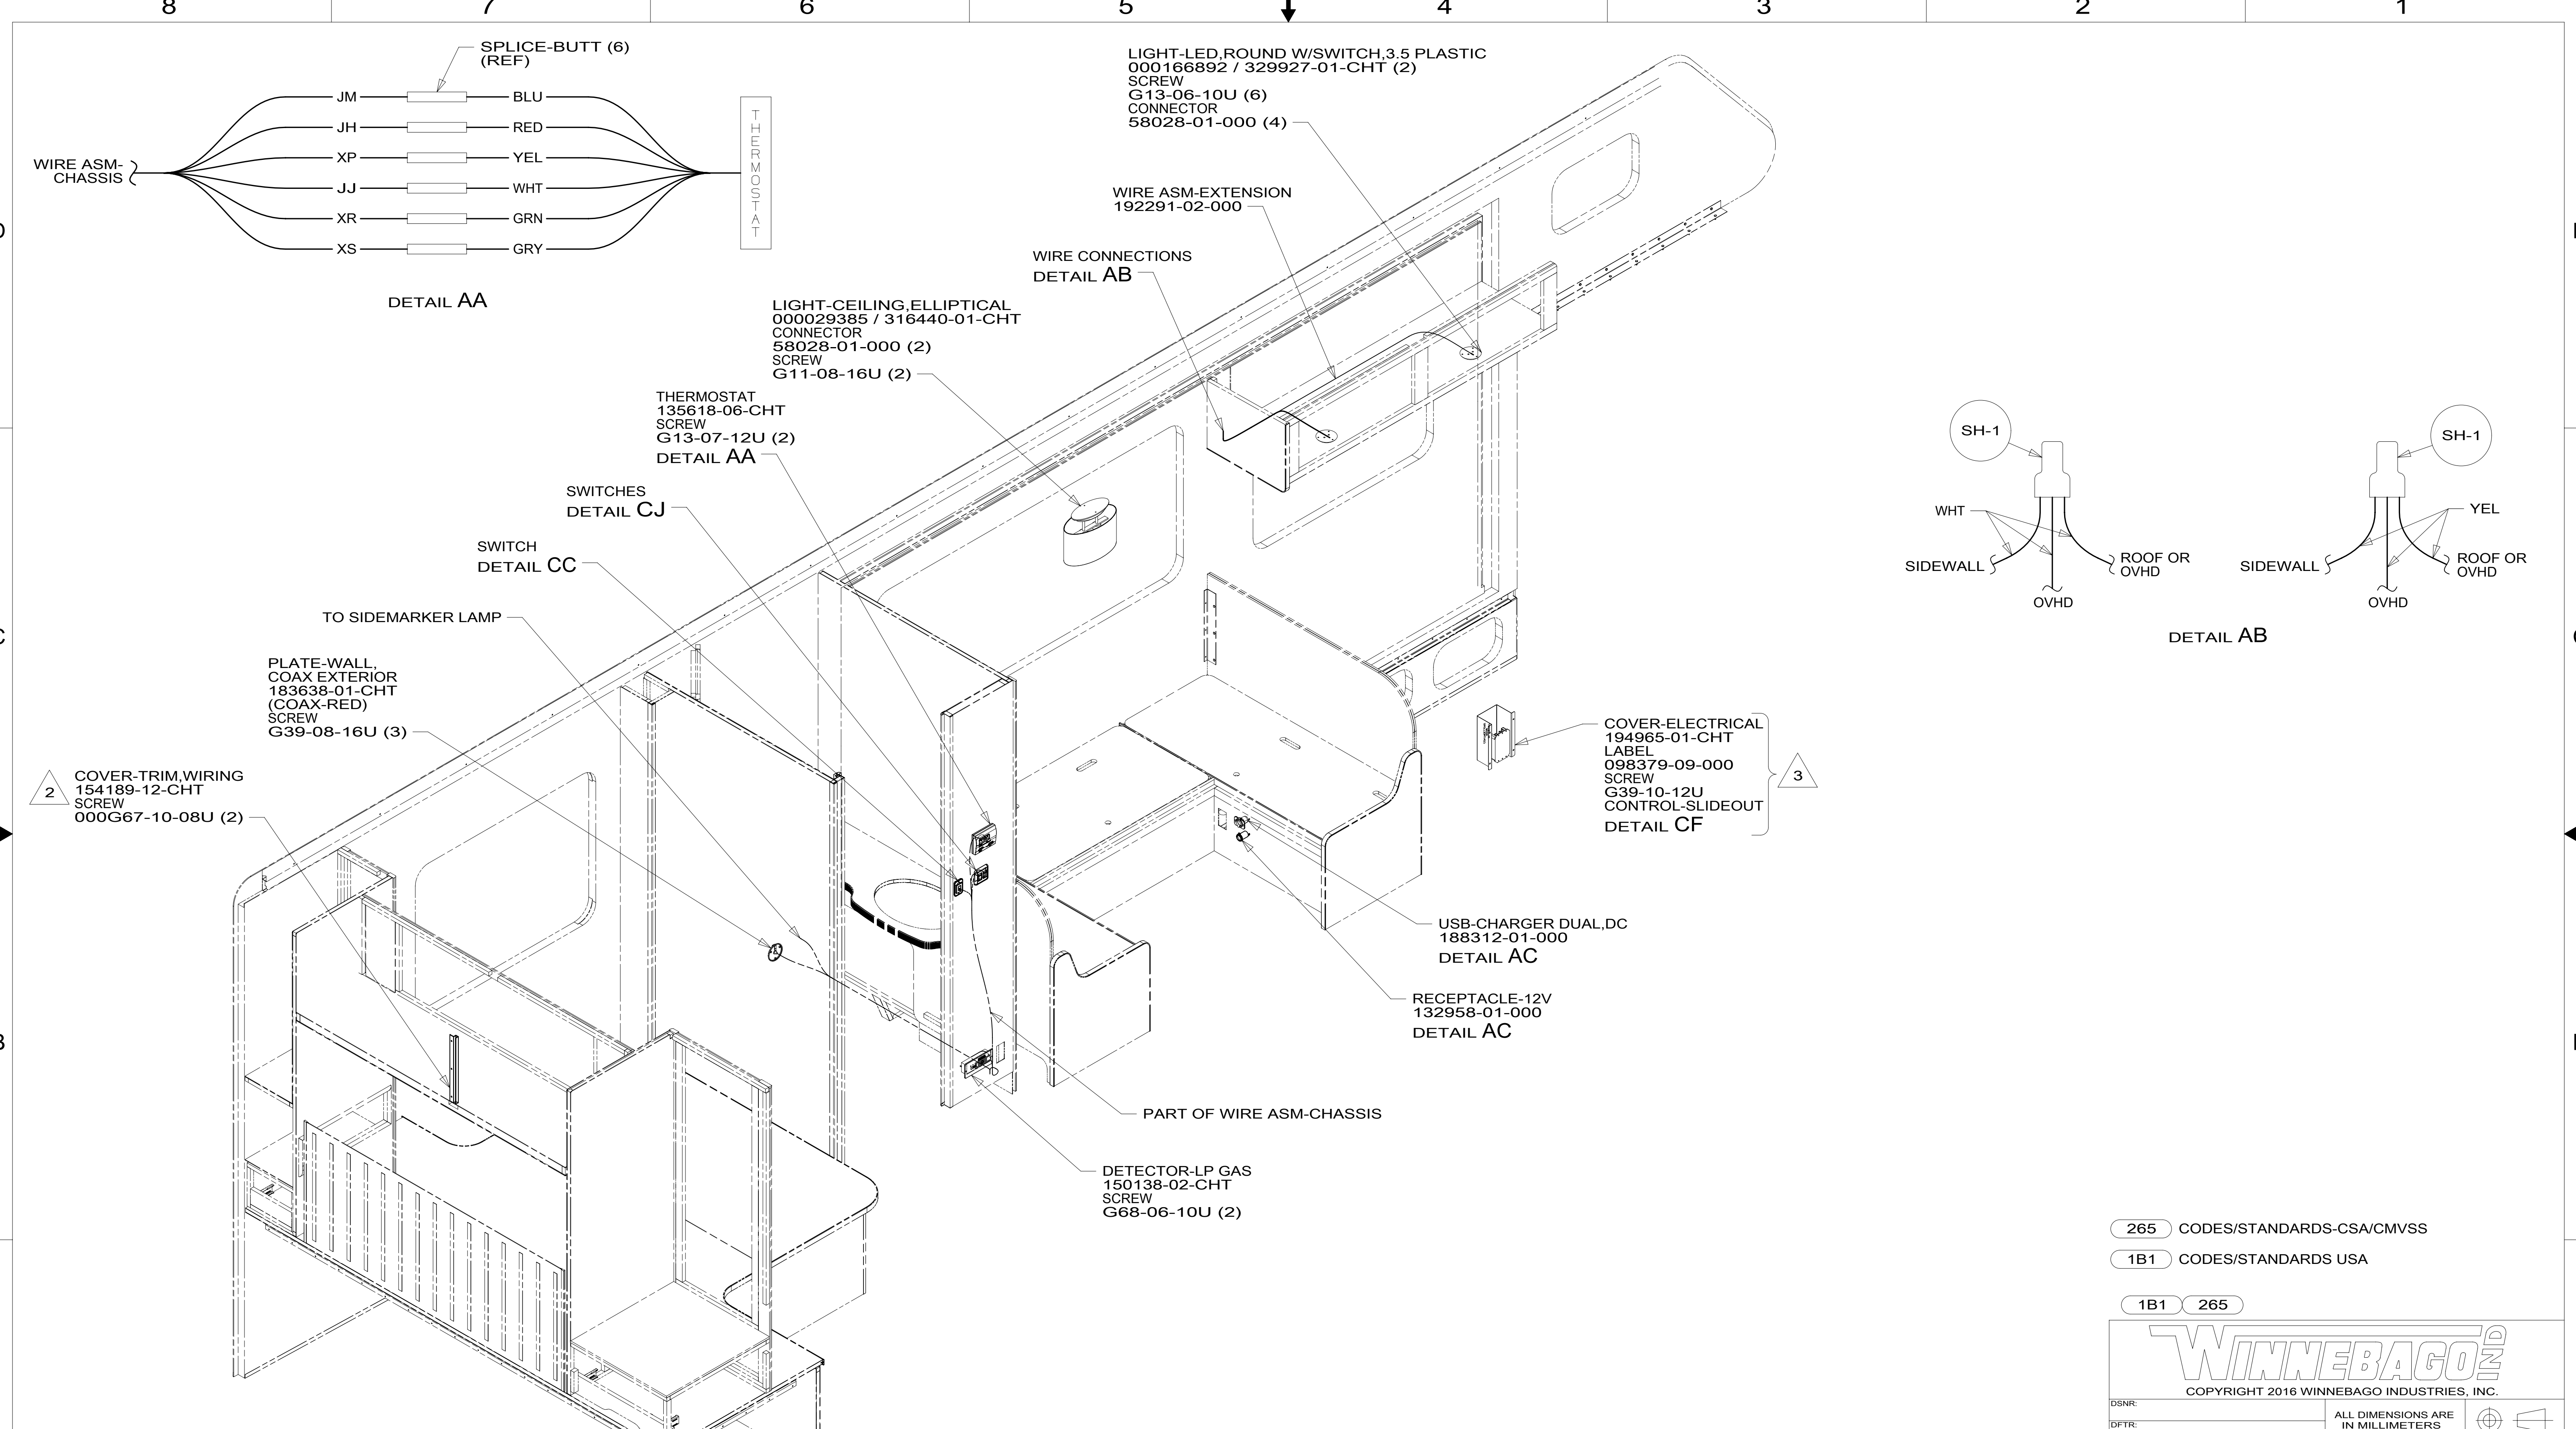 8 7 6 5 4 3 2 1
SPLICE-BUTT (6)
(REF)
JM BLU
JH RED
XP YEL
JJ WHT
XR GRN
XS GRY
WIRE ASM-
CHASSIS
THERMOSTAT
DETAIL AA
LIGHT-LED,ROUND W/SWITCH,3.5 PLASTIC
000166892 / 329927-01-CHT (2)
SCREW
G13-06-10U (6)
CONNECTOR
58028-01-000 (4)
WIRE ASM-EXTENSION
192291-02-000
WIRE CONNECTIONS
DETAIL AB
LIGHT-CEILING,ELLIPTICAL
000029385 / 316440-01-CHT
CONNECTOR
58028-01-000 (2)
SCREW
G11-08-16U (2)
THERMOSTAT
135618-06-CHT
SCREW
G13-07-12U (2)
DETAIL AA
SWITCHES
DETAIL CJ
SWITCH
DETAIL CC
TO SIDEMARKER LAMP
PLATE-WALL,
COAX EXTERIOR
183638-01-CHT
(COAX-RED)
SCREW
G39-08-16U (3)
2
COVER-TRIM,WIRING
154189-12-CHT
SCREW
000G67-10-08U (2)
SH-1
WHT
SIDEWALL
ROOF OR
OVHD
OVHD
SH-1
YEL
SIDEWALL
ROOF OR
OVHD
OVHD
DETAIL AB
COVER-ELECTRICAL
194965-01-CHT
LABEL
098379-09-000
SCREW
G39-10-12U
CONTROL-SLIDEOUT
DETAIL CF
3
USB-CHARGER DUAL,DC
188312-01-000
DETAIL AC
RECEPTACLE-12V
132958-01-000
DETAIL AC
PART OF WIRE ASM-CHASSIS
DETECTOR-LP GAS
150138-02-CHT
SCREW
G68-06-10U (2)
265 CODES/STANDARDS-CSA/CMVSS
1B1 CODES/STANDARDS USA
1B1 265
WINNEBAGO IND
COPYRIGHT 2016 WINNEBAGO INDUSTRIES, INC.
DSNR:
DFTR:
ALL DIMENSIONS ARE
IN MILLIMETERS